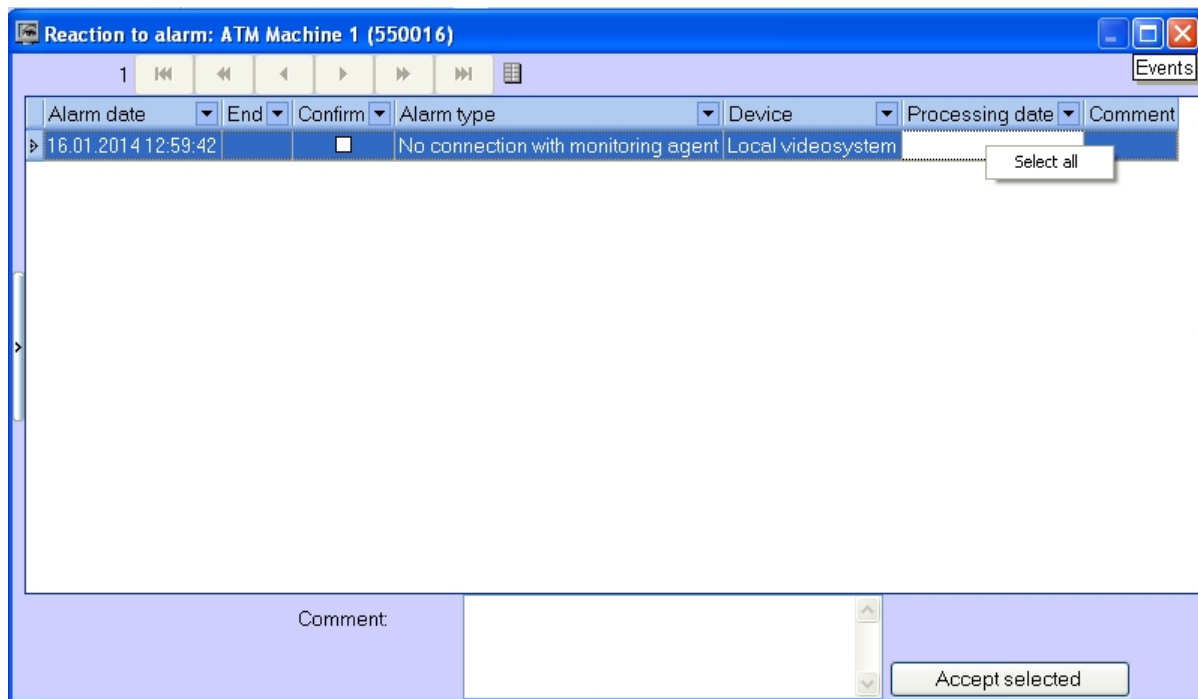 Reaction to alarm: ATM Machine 1 (550016)
1
Events
Alarm date End Confirm Alarm type Device Processing date Comment
16.01.2014 12:59:42 No connection with monitoring agent Local videosystem
Select all
Comment:
Accept selected